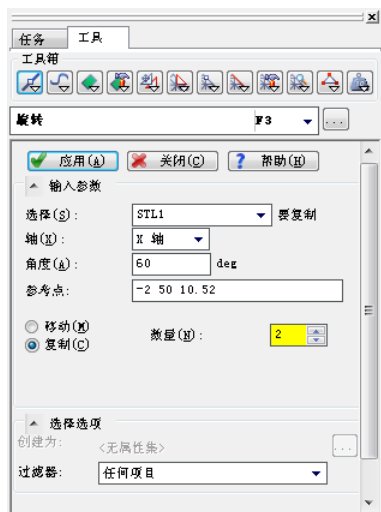 任务 工具
工具箱
旋转 F3 ...
应用(A) 关闭(C) ? 帮助(H)
输入参数
选择(S): STL1 要复制
轴(X): X 轴
角度(A): 60 deg
参考点: -2 50 10.52
移动(M)
复制(C) 数量(N): 2
选择选项
创建为: <无属性集> ...
过滤器: 任何项目